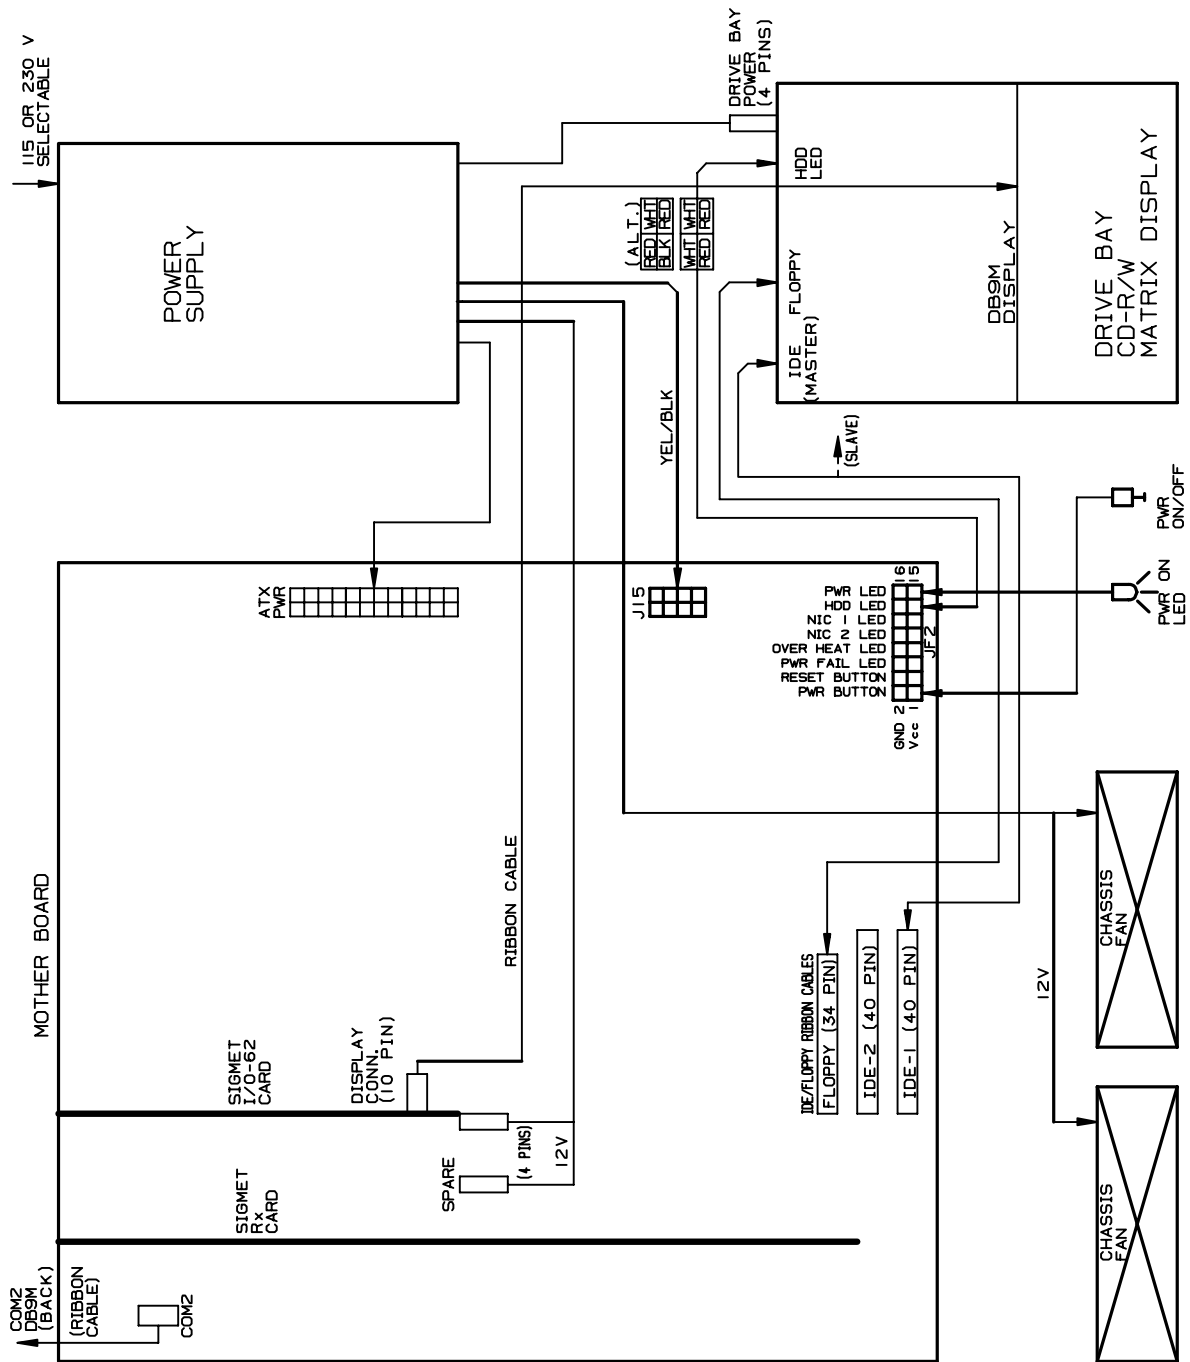 115 OR 230 V
SELECTABLE
POWER
SUPPLY
DRIVE BAY
POWER
(4 PINS)
HDD
LED
(ALT.)
RED WHT
BLK RED
WHT WHT
RED RED
FLOPPY
IDE
(MASTER)
DB9M
DISPLAY
DRIVE BAY
CD-R/W
MATRIX DISPLAY
YEL/BLK
(SLAVE)
PWR
ON/OFF
PWR ON
LED
MOTHER BOARD
ATX
PWR
J15
16
15
PWR LED
HDD LED
NIC 1 LED
NIC 2 LED
OVER HEAT LED
PWR FAIL LED
RESET BUTTON
PWR BUTTON
JF2
GND 2
Vcc 1
RIBBON CABLE
SIGMET
I/O-62
CARD
DISPLAY
CONN.
(10 PIN)
IDE/FLOPPY RIBBON CABLES
FLOPPY (34 PIN)
IDE-2 (40 PIN)
IDE-1 (40 PIN)
12V
CHASSIS
FAN
SPARE
(4 PINS)
12V
SIGMET
Rx
CARD
CHASSIS
FAN
COM2
DB9M
(BACK)
(RIBBON
CABLE)
COM2